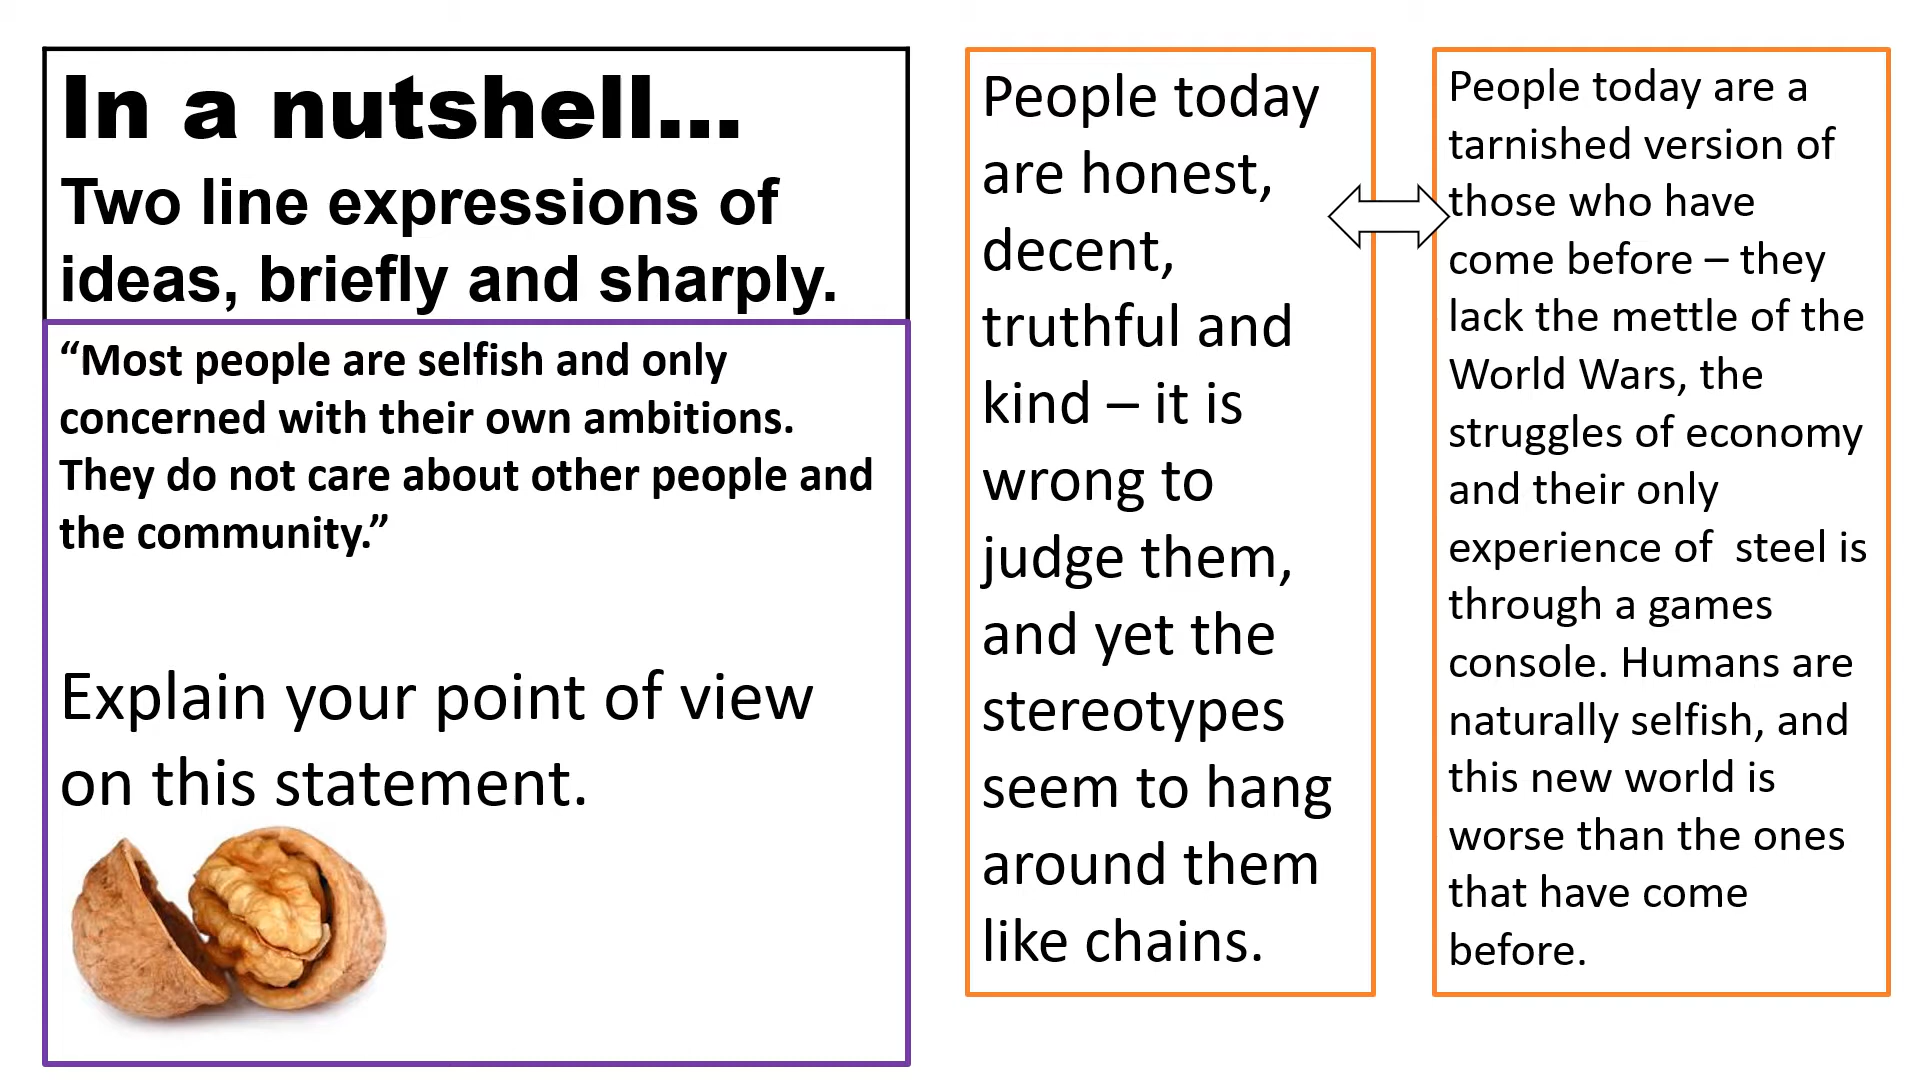 In a nutshell...
Two line expressions of
ideas, briefly and sharply.
“Most people are selfish and only
concerned with their own ambitions.
They do not care about other people and
the community.”
Explain your point of view
on this statement.
People today
are honest,
decent,
truthful and
kind – it is
wrong to
judge them,
and yet the
stereotypes
seem to hang
around them
like chains.
People today are a
tarnished version of
those who have
come before – they
lack the mettle of the
World Wars, the
struggles of economy
and their only
experience of  steel is
through a games
console. Humans are
naturally selfish, and
this new world is
worse than the ones
that have come
before.